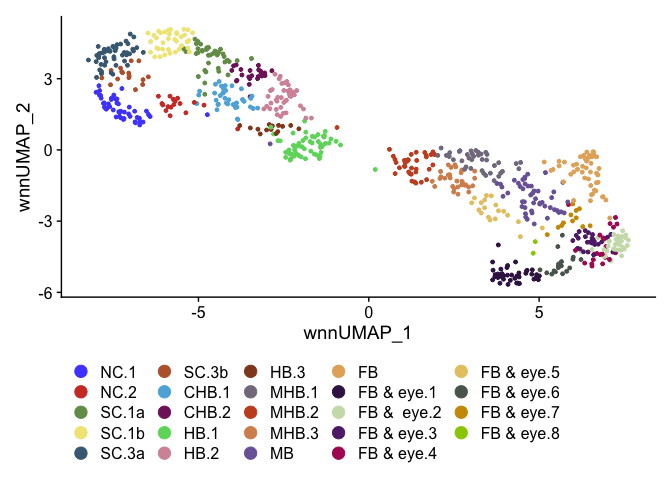 3
0
-3
-6
wnnUMAP_2
-5 0 5
wnnUMAP_1
NC.1 SC.3b HB.3 FB FB & eye.5
NC.2 CHB.1 MHB.1 FB & eye.1 FB & eye.6
SC.1a CHB.2 MHB.2 FB &  eye.2 FB & eye.7
SC.1b HB.1 MHB.3 FB & eye.3 FB & eye.8
SC.3a HB.2 MB FB & eye.4